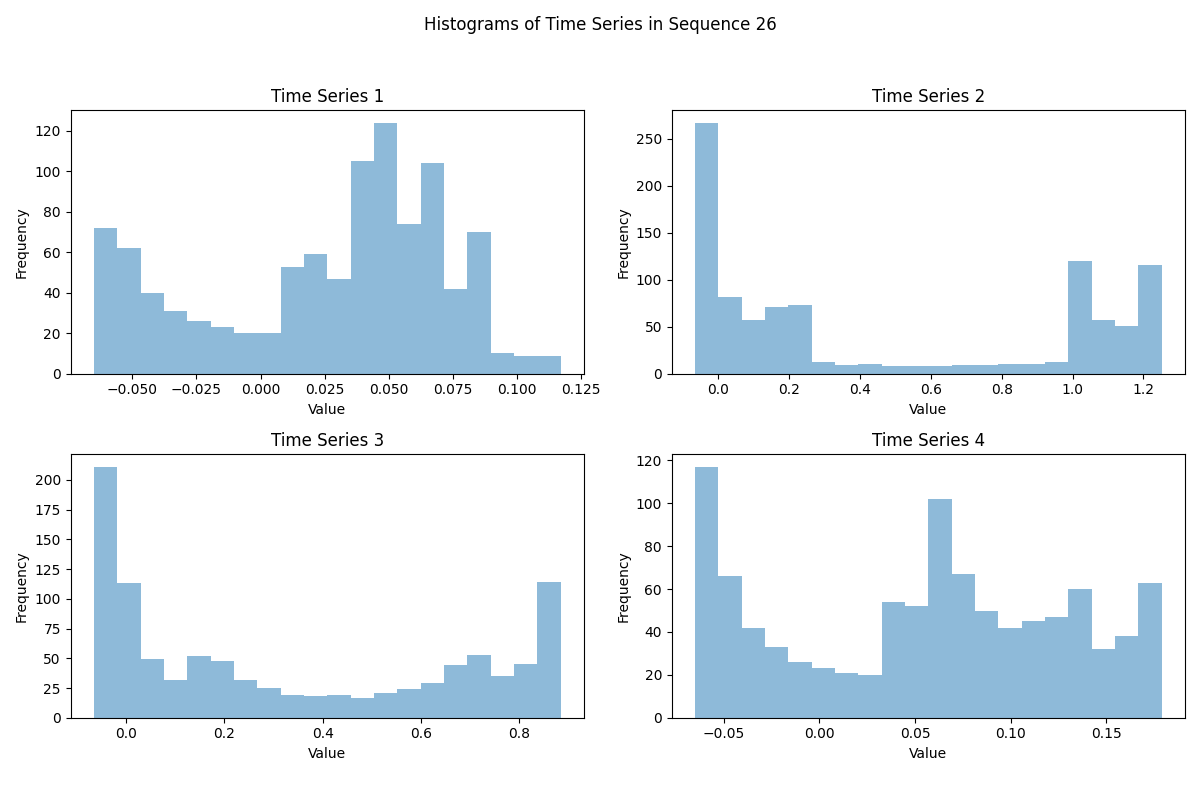 Histograms of Time Series in Sequence 26
Time Series 1
Frequency
120
100
80
60
40
20
0
−0.050 −0.025 0.000 0.025 0.050 0.075 0.100 0.125
Value
Time Series 2
Frequency
250
200
150
100
50
0
0.0 0.2 0.4 0.6 0.8 1.0 1.2
Value
Time Series 3
Frequency
200
175
150
125
100
75
50
25
0
0.0 0.2 0.4 0.6 0.8
Value
Time Series 4
Frequency
120
100
80
60
40
20
0
−0.05 0.00 0.05 0.10 0.15
Value